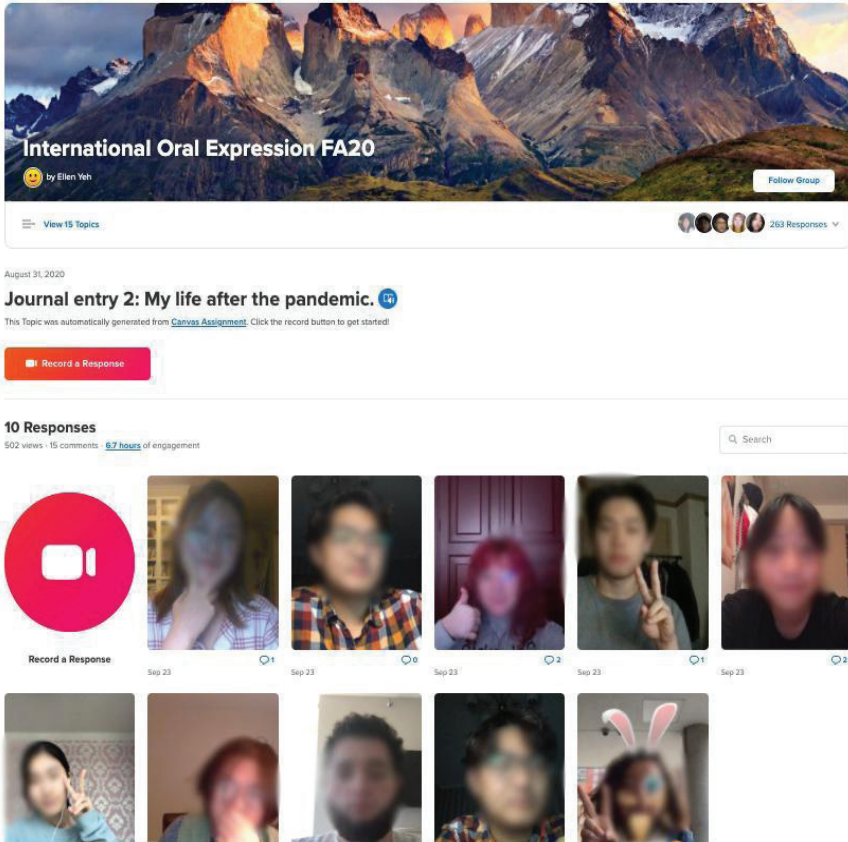 International Oral Expression FA20
by Ellen Yeh
Follow Group
View 15 Topics
263 Responses
August 31, 2020
Journal entry 2: My life after the pandemic.
This Topic was automatically generated from Canvas Assignment. Click the record button to get started!
Record a Response
10 Responses
502 views · 15 comments · 6.7 hours of engagement
Search
Record a Response
1
0
2
1
2
Sep 23
Sep 23
Sep 23
Sep 23
Sep 23